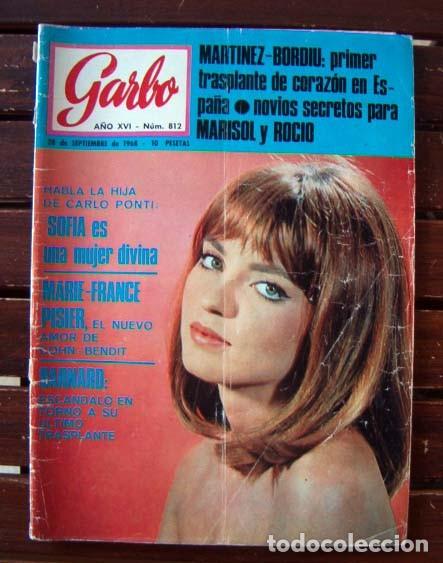 Garbo
AÑO XVI - Núm. 812
28 de SEPTIEMBRE de 1968 - 10 PESETAS
MARTINEZ-BORDIU: primer
trasplante de corazón en Es-
paña ● novios secretos para
MARISOL y ROCIO
HABLA LA HIJA
DE CARLO PONTI:
SOFIA es
una mujer divina
MARIE-FRANCE
PISIER, EL NUEVO
AMOR DE
COHN-BENDIT
BARNARD:
ESCANDALO EN
TORNO A SU
ULTIMO
TRASPLANTE
todocoleccion